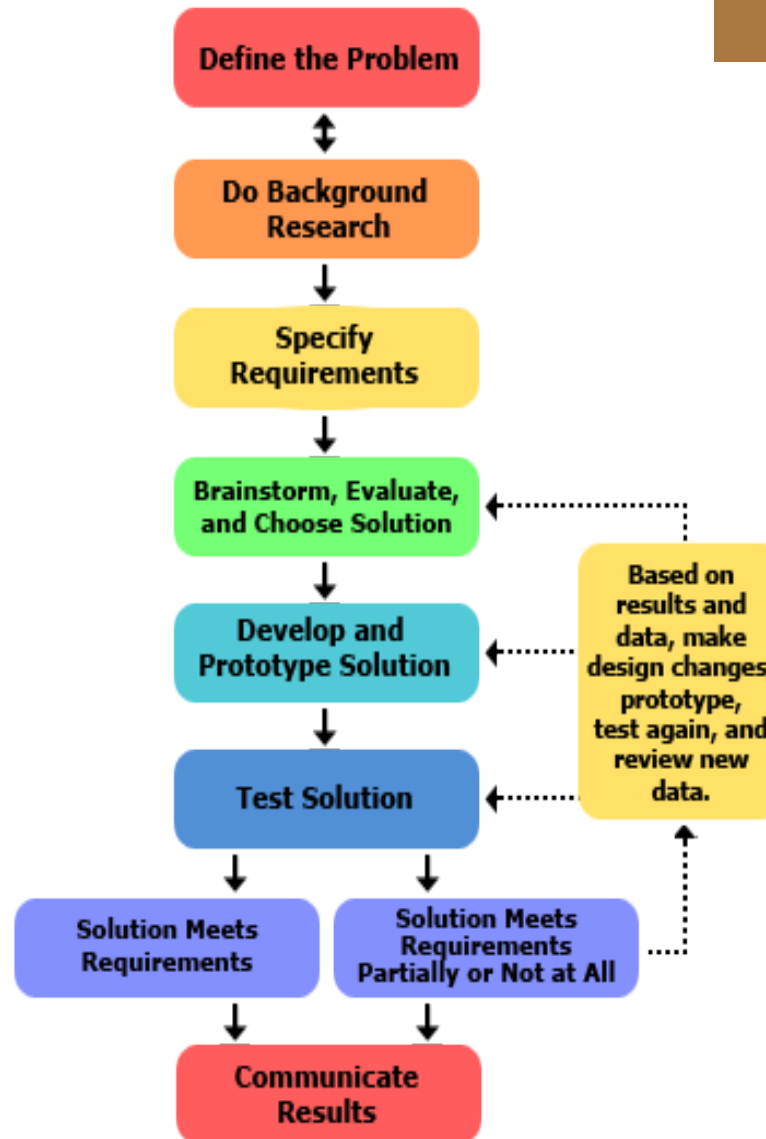 Define the Problem
Do Background
Research
Specify
Requirements
Brainstorm, Evaluate,
and Choose Solution
Develop and
Prototype Solution
Test Solution
Based on
results and
data, make
design changes
prototype,
test again, and
review new
data.
Solution Meets
Requirements
Solution Meets
Requirements
Partially or Not at All
Communicate
Results